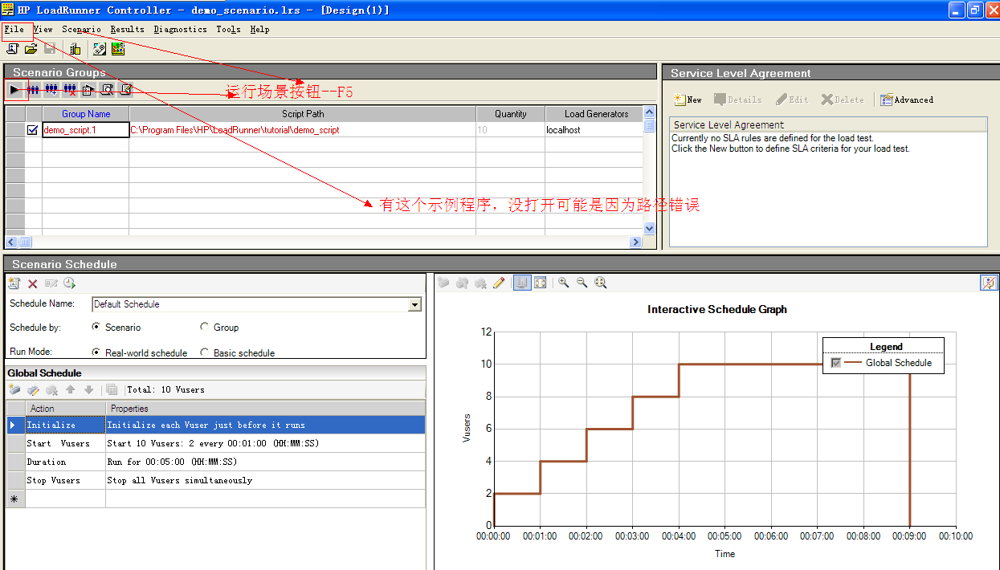 HP LoadRunner Controller - demo_scenario.lrs - [Design(1)]
File View Scenario Results Diagnostics Tools Help
Scenario Groups
运行场景按钮--F5
Group Name Script Path Quantity Load Generators
demo_script.1 C:\Program Files\HP\LoadRunner\tutorial\demo_script 10 localhost
有这个示例程序，没打开可能是因为路径错误
Service Level Agreement
New Details Edit Delete Advanced
Service Level Agreement
Currently no SLA rules are defined for the load test.
Click the New button to define SLA criteria for your load test.
Scenario Schedule
Schedule Name: Default Schedule
Schedule by: Scenario Group
Run Mode: Real-world schedule Basic schedule
Global Schedule
Total: 10 Vusers
Action Properties
Initialize Initialize each Vuser just before it runs
Start Vusers Start 10 Vusers: 2 every 00:01:00 (HH:MM:SS)
Duration Run for 00:05:00 (HH:MM:SS)
Stop Vusers Stop all Vusers simultaneously
Interactive Schedule Graph
Legend
Global Schedule
Vusers
12
10
8
6
4
2
0
00:00:00 00:01:00 00:02:00 00:03:00 00:04:00 00:05:00 00:06:00 00:07:00 00:08:00 00:09:00 00:10:00
Time